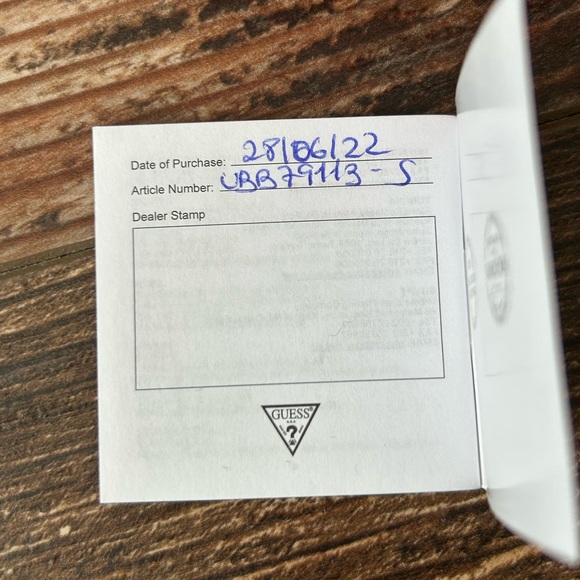 Date of Purchase: 28/06/22
Article Number: UBB79113-S
Dealer Stamp
GUESS
?